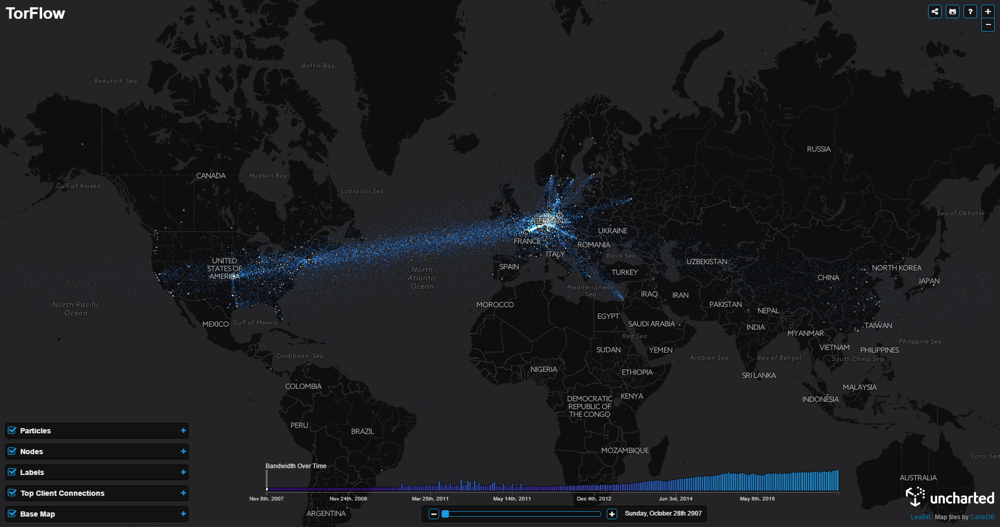 TorFlow
?
+
−
Baffin Bay
Beaufort Sea
RUSSIA
CANADA
Hudson Bay
Gulf of Alaska
Labrador Sea
Sea of Okhotsk
GERMANY
UKRAINE
FRANCE
ROMANIA
ITALY
Black Sea
UNITED
STATES OF
AMERICA
UZBEKISTAN
SPAIN
NORTH KOREA
North
Atlantic
Ocean
TURKEY
CHINA
JAPAN
Mediterranean
Sea
IRAQ
IRAN
North Pacific
Ocean
MOROCCO
PAKISTAN
NEPAL
EGYPT
MEXICO
Gulf of Mexico
SAUDI ARABIA
INDIA
TAIWAN
MYANMAR
Red Sea
Philippine Sea
SUDAN
YEMEN
VIETNAM
PHILIPPINES
Caribbean Sea
Arabian Sea
Bay of Bengal
South China Sea
NIGERIA
ETHIOPIA
SRI LANKA
COLOMBIA
MALAYSIA
KENYA
DEMOCRATIC
REPUBLIC OF
THE CONGO
INDONESIA
PERU
BRAZIL
Particles +
MOZAMBIQUE
Nodes +
Coral Sea
Bandwidth Over Time
Labels +
AUSTRALIA
Top Client Connections +
Nov 8th, 2007 Nov 24th, 2009 Mar 25th, 2011 May 14th, 2011 Dec 4th, 2012 Jun 3rd, 2014 May 8th, 2015
uncharted
Base Map +
ARGENTINA
− + Sunday, October 28th 2007
Leaflet Map tiles by CartoDB